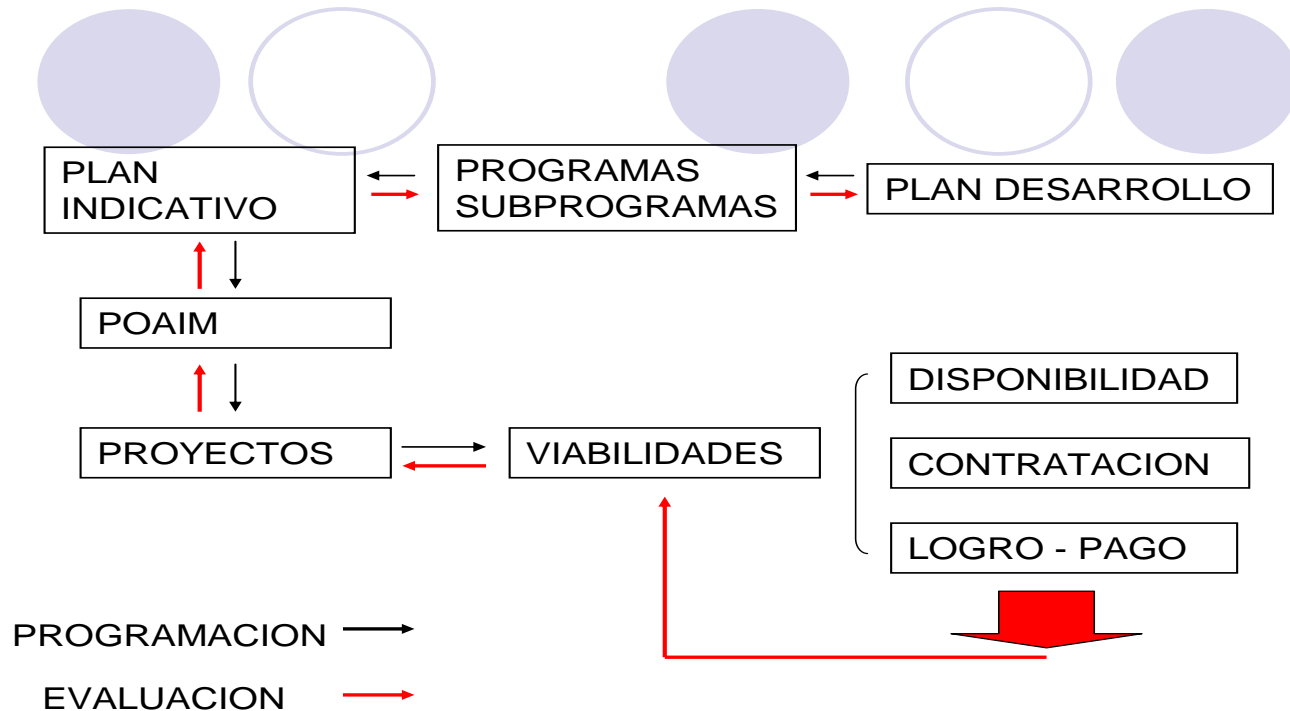 PLAN
INDICATIVO
PROGRAMAS
SUBPROGRAMAS
PLAN DESARROLLO
POAIM
PROYECTOS
VIABILIDADES
DISPONIBILIDAD
CONTRATACION
LOGRO - PAGO
PROGRAMACION
EVALUACION